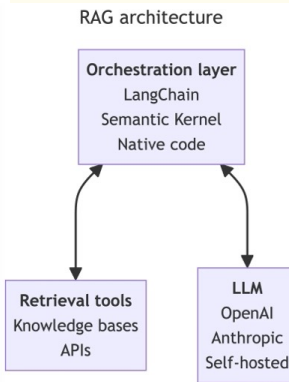 RAG architecture
Orchestration layer
LangChain
Semantic Kernel
Native code
Retrieval tools
Knowledge bases
APIs
LLM
OpenAI
Anthropic
Self-hosted